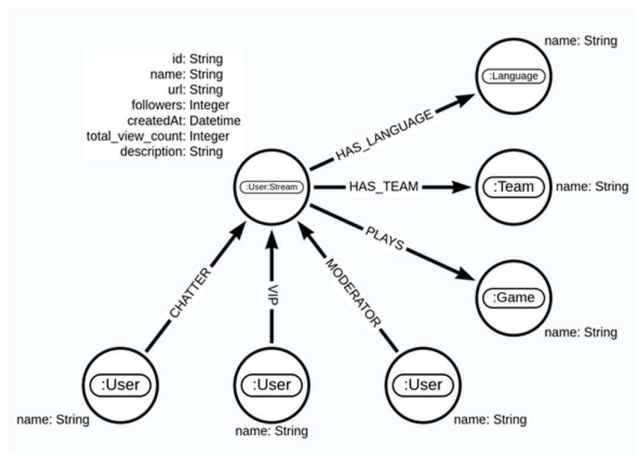 name: String
:Language
id: String
name: String
url: String
followers: Integer
createdAt: Datetime
total_view_count: Integer
description: String
HAS_LANGUAGE
:User:Stream
HAS_TEAM
:Team
name: String
PLAYS
:Game
name: String
CHATTER
VIP
MODERATOR
:User
:User
:User
name: String
name: String
name: String